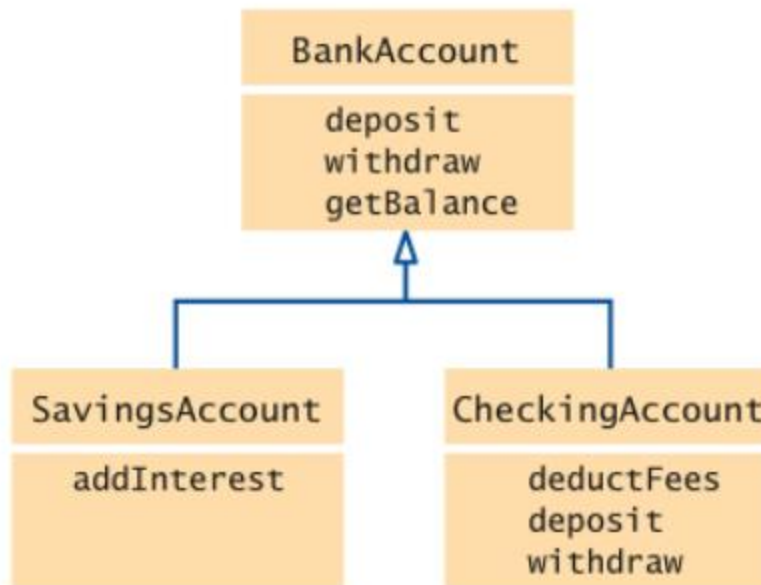 BankAccount
deposit
withdraw
getBalance
SavingsAccount
addInterest
CheckingAccount
deductFees
deposit
withdraw